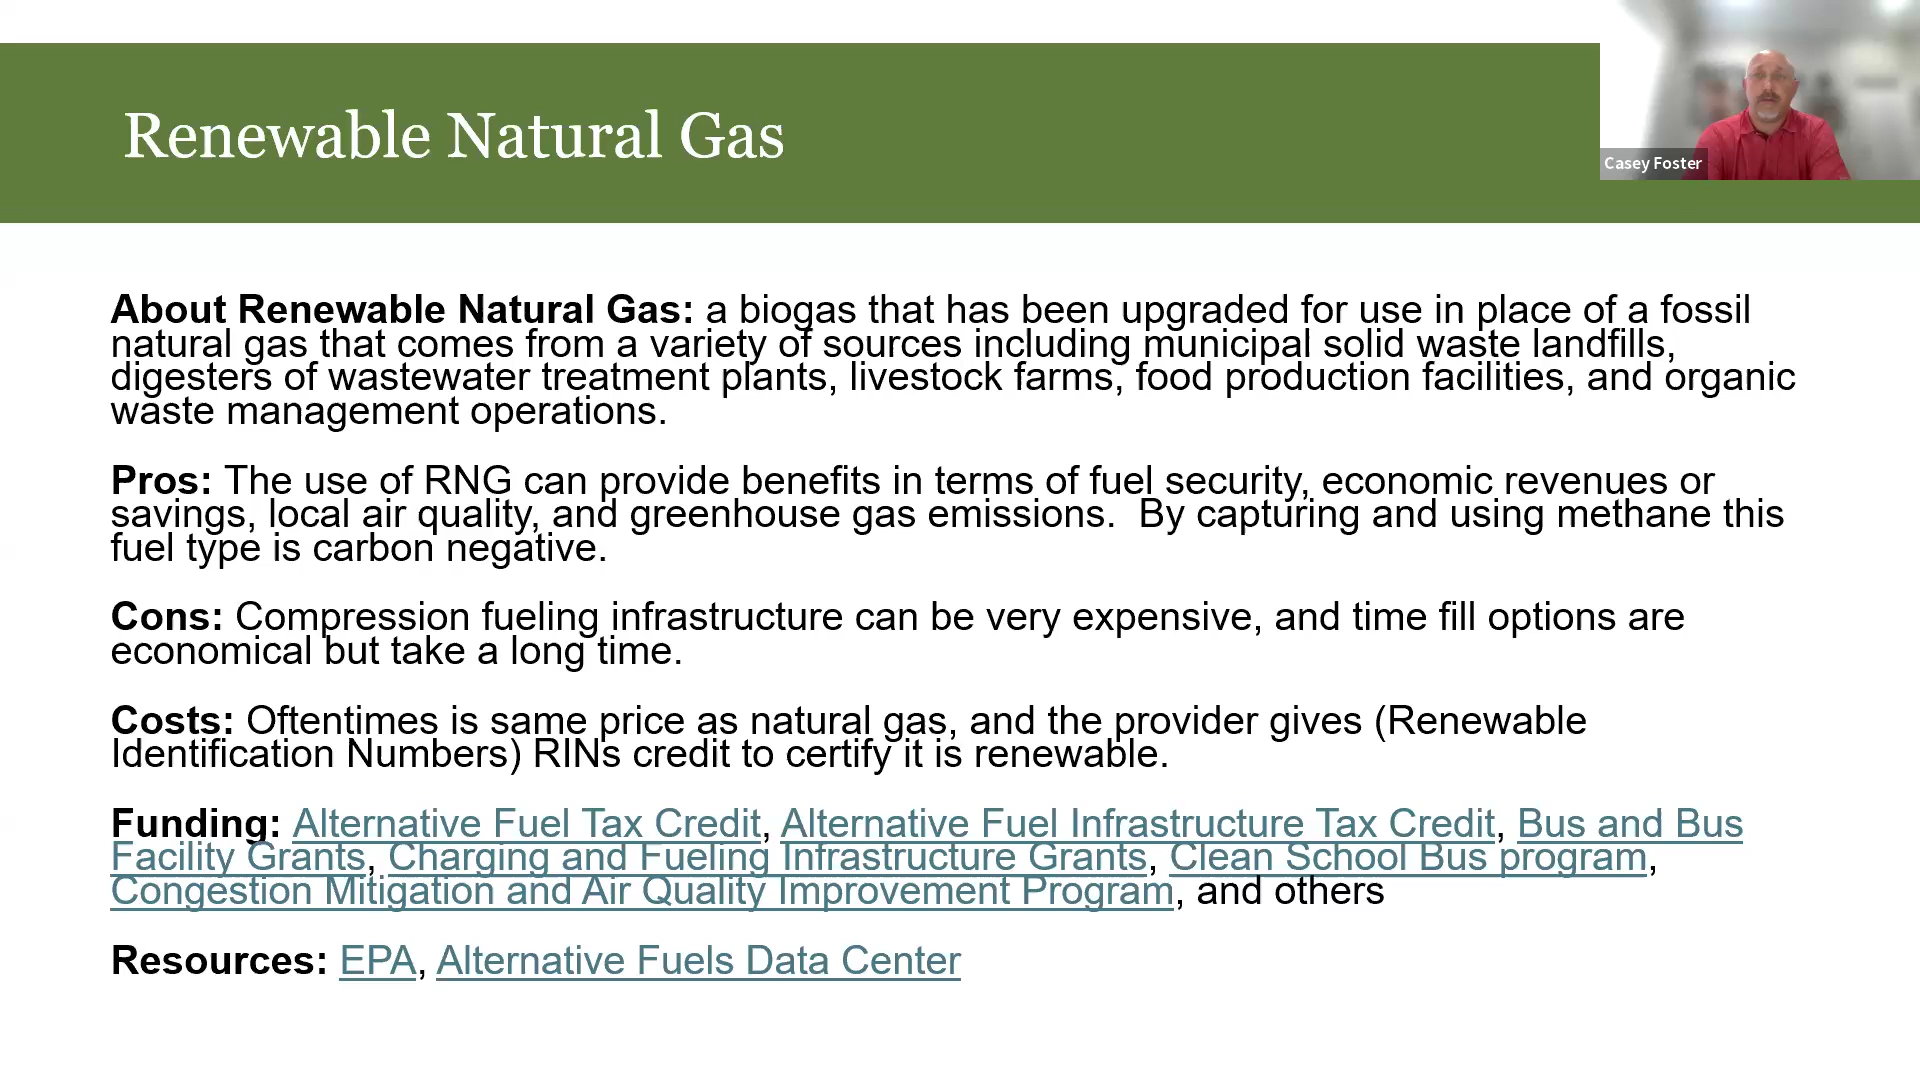 Renewable Natural Gas
Casey Foster
About Renewable Natural Gas: a biogas that has been upgraded for use in place of a fossil
natural gas that comes from a variety of sources including municipal solid waste landfills,
digesters of wastewater treatment plants, livestock farms, food production facilities, and organic
waste management operations.
Pros: The use of RNG can provide benefits in terms of fuel security, economic revenues or
savings, local air quality, and greenhouse gas emissions.  By capturing and using methane this
fuel type is carbon negative.
Cons: Compression fueling infrastructure can be very expensive, and time fill options are
economical but take a long time.
Costs: Oftentimes is same price as natural gas, and the provider gives (Renewable
Identification Numbers) RINs credit to certify it is renewable.
Funding: Alternative Fuel Tax Credit, Alternative Fuel Infrastructure Tax Credit, Bus and Bus
Facility Grants, Charging and Fueling Infrastructure Grants, Clean School Bus program,
Congestion Mitigation and Air Quality Improvement Program, and others
Resources: EPA, Alternative Fuels Data Center